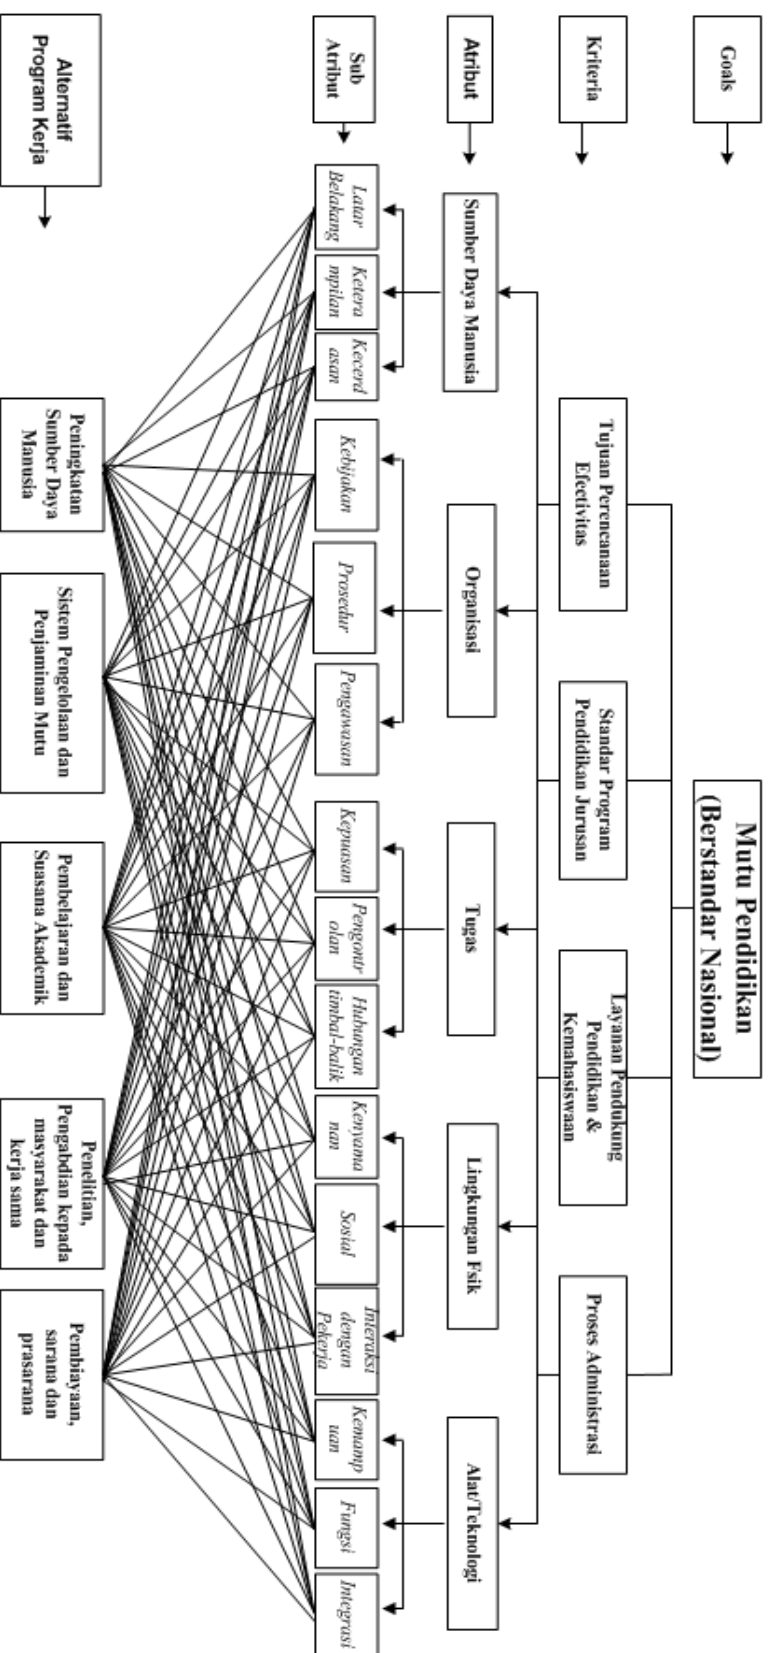 Goals
Mutu Pendidikan
(Berstandar Nasional)
Kriteria
Tujuan Perencanaan
Efectivitas
Standar Program
Pendidikan Jurusan
Layanan Pendukung
Pendidikan &
Kemahasiswaan
Proses Administrasi
Atribut
Sumber Daya Manusia
Organisasi
Tugas
Lingkungan Fsik
Alat/Teknologi
Sub
Atribut
Latar
Belakang
Ketera
mpilan
Kecerd
asan
Kebijakan
Prosedur
Pengawasan
Kepuasan
Pengontr
olan
Hubungan
timbal-balik
Kenyama
nan
Sosial
Interaksi
dengan
Pekerja
Kemamp
uan
Fungsi
Integrasi
Alternatif
Program Kerja
Peningkatan
Sumber Daya
Manusia
Sistem Pengelolaan dan
Penjaminan Mutu
Pembelajaran dan
Suasana Akademik
Penelitian,
Pengabdian kepada
masyarakat dan
kerja sama
Pembiayaan,
sarana dan
prasarana